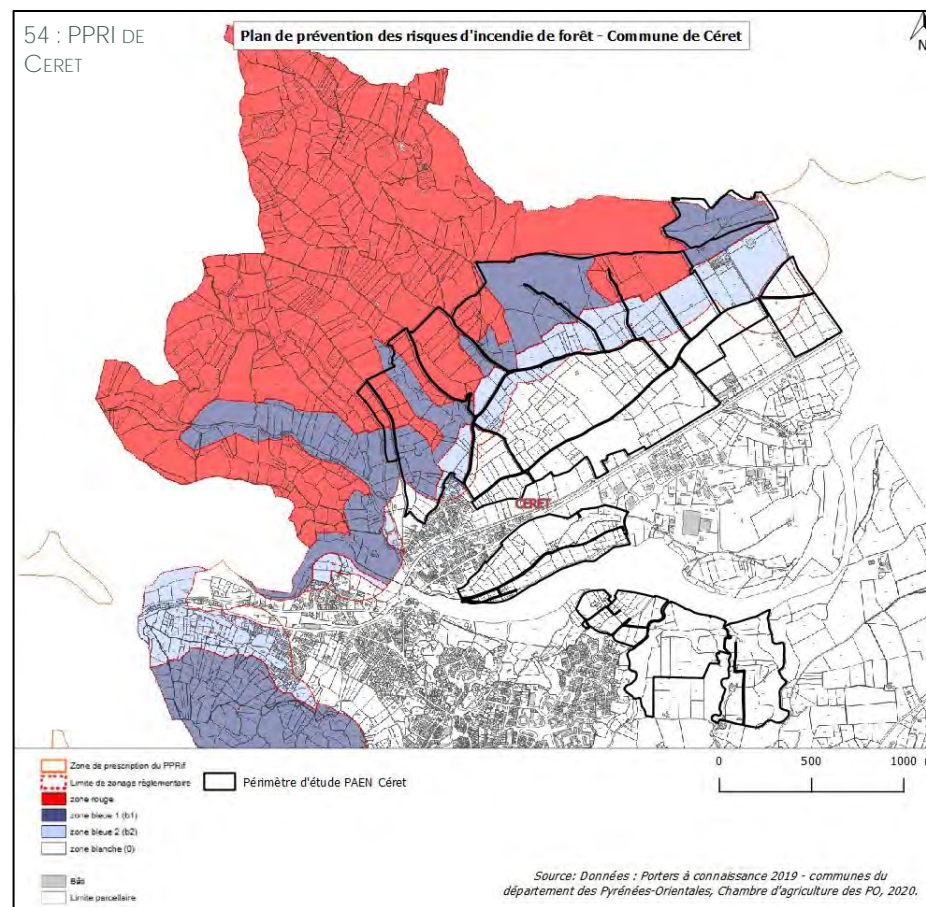 54 : PPRI DE
CERET
Plan de prévention des risques d'incendie de forêt - Commune de Céret
N
CERET
Zone de prescription du PPRif
Limite de zonage règlementaire
zone rouge
zone bleue 1 (b1)
zone bleue 2 (b2)
zone blanche (0)
Bâti
Limite parcellaire
Périmètre d'étude PAEN Céret
0 500 1000
Source: Données : Porters à connaissance 2019 - communes du
département des Pyrénées-Orientales, Chambre d'agriculture des PO, 2020.